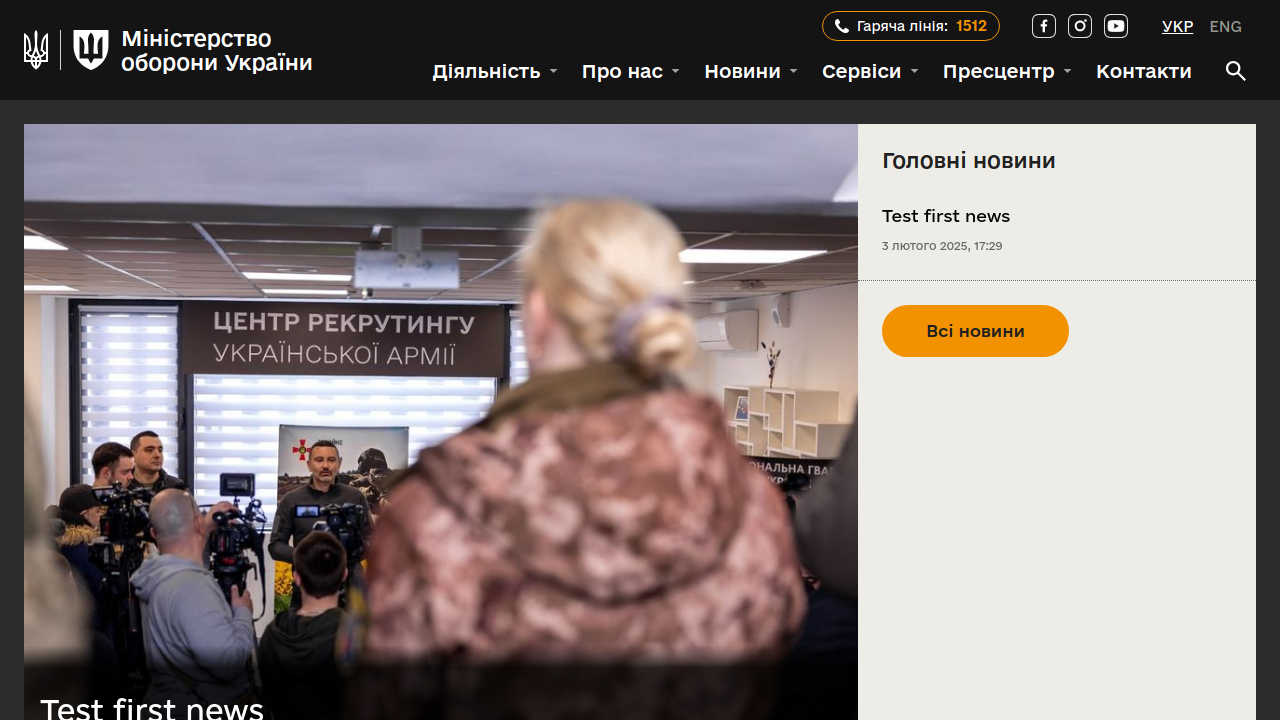 Міністерство
оборони України
Гаряча лінія: 1512
УКР ENG
Діяльність
Про нас
Новини
Сервіси
Пресцентр
Контакти
ЦЕНТР РЕКРУТИНГУ
УКРАЇНСЬКОЇ АРМІЇ
Test first news
Головні новини
Test first news
3 лютого 2025, 17:29
Всі новини